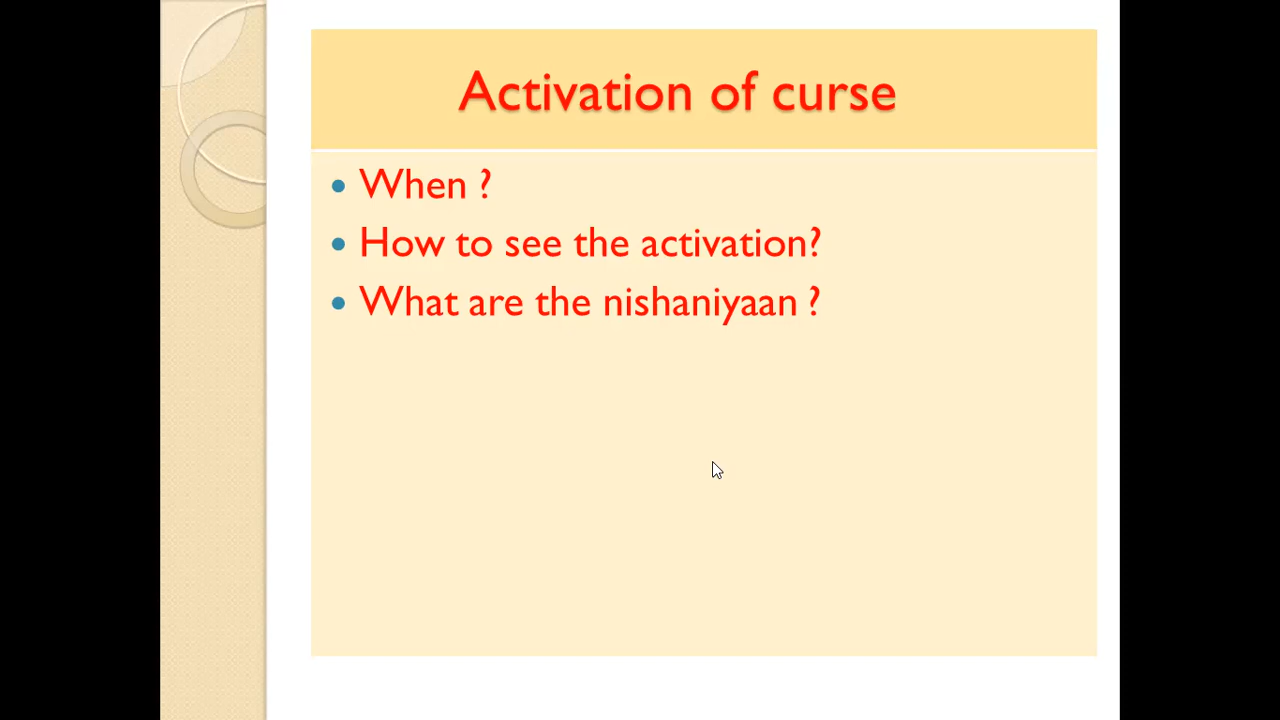 Activation of curse
When ?
How to see the activation?
What are the nishaniyaan ?